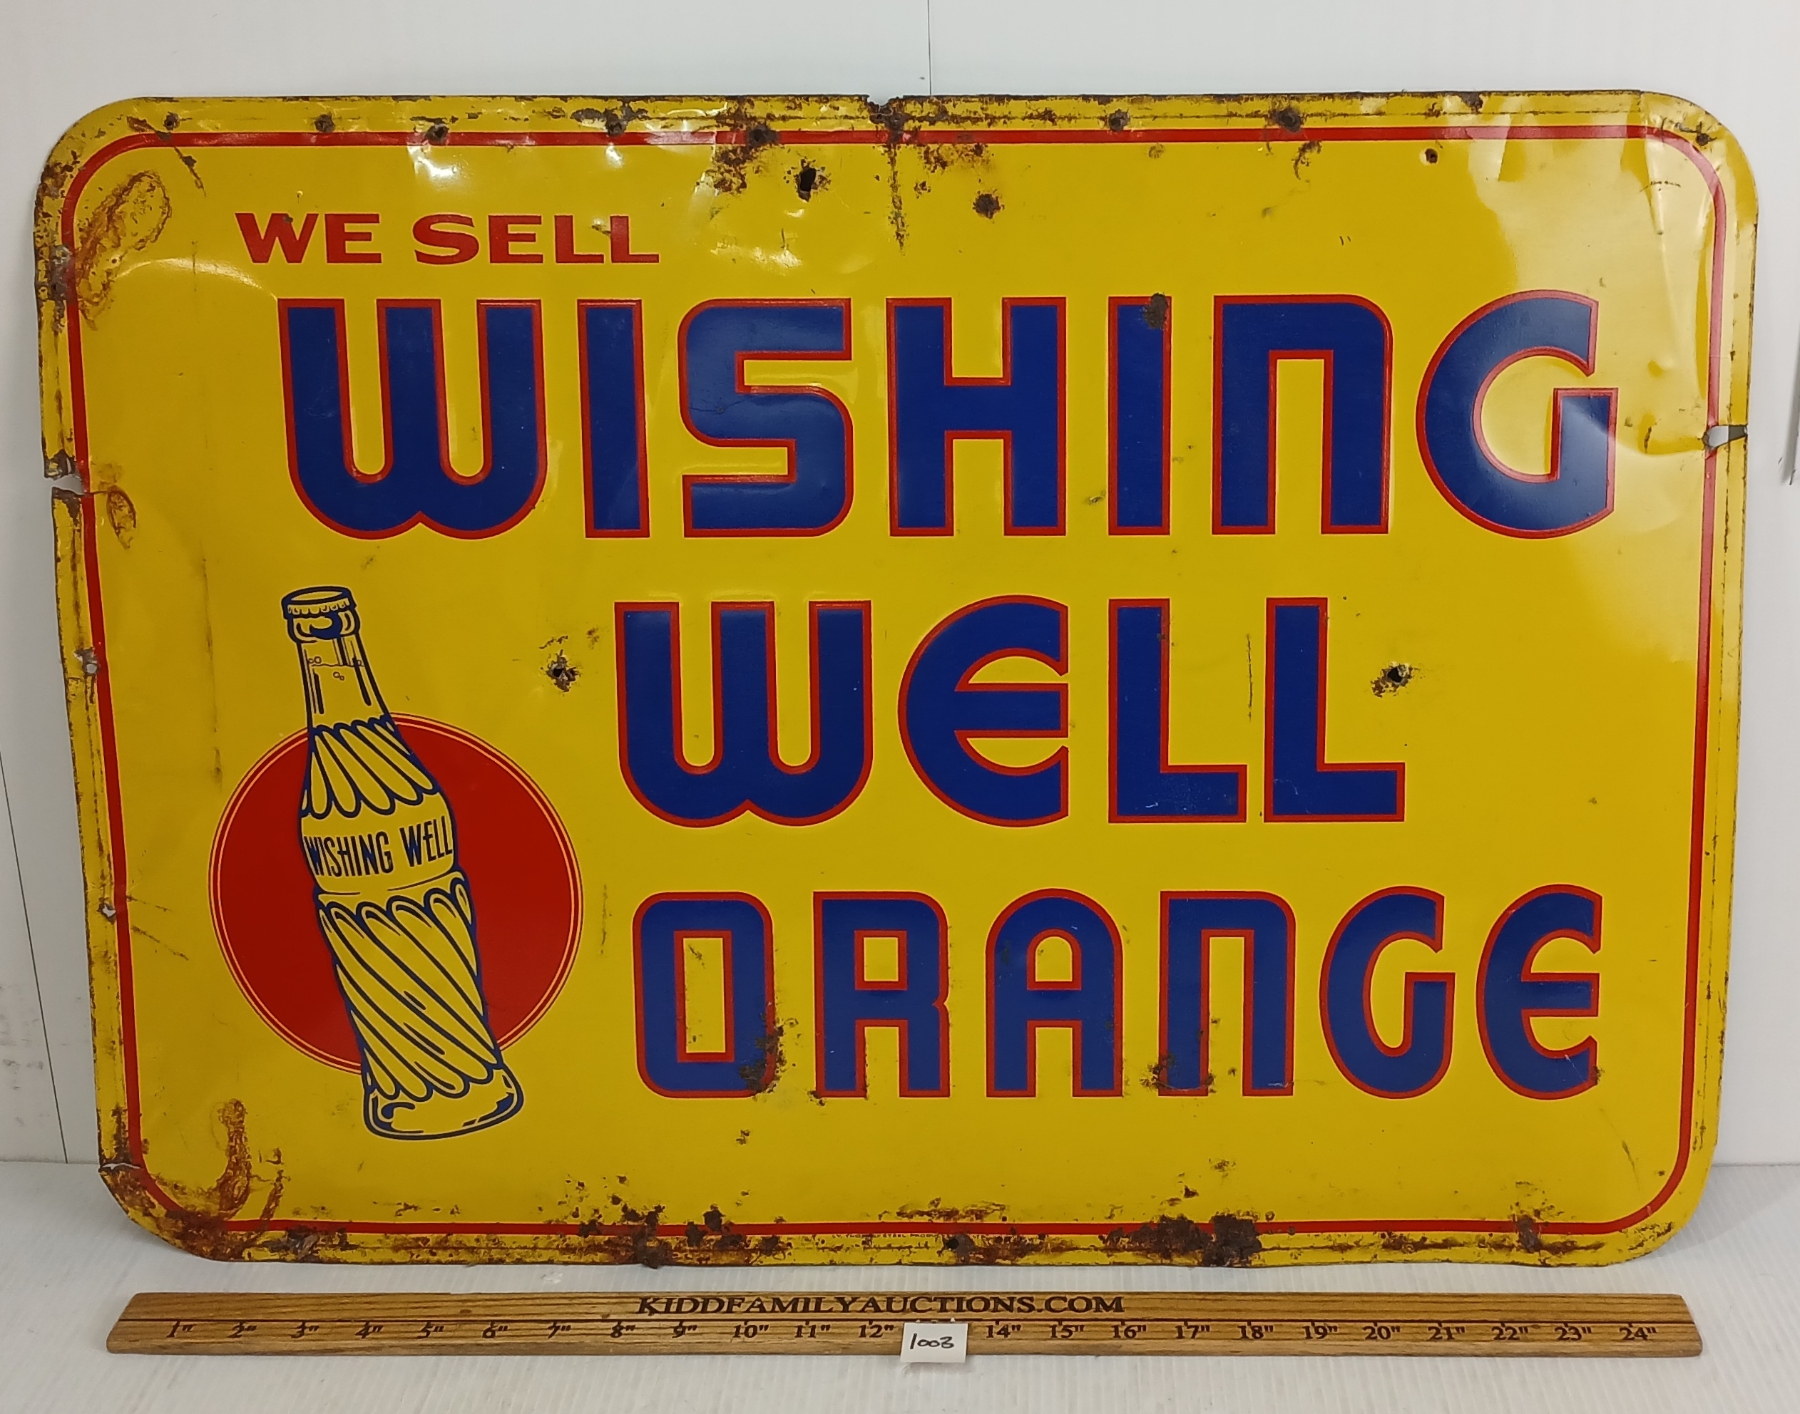 WE SELL
WISHING
WELL
ORANGE
WISHING WELL
KIDDFAMILYAUCTIONS.COM
1" 2" 3" 4" 5" 6" 7" 8" 9" 10" 11" 12" 14" 15" 16" 17" 18" 19" 20" 21" 22" 23" 24"
1003